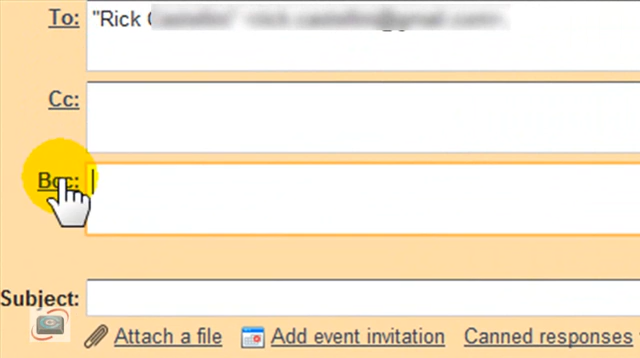 To: "Rick
Cc:
Bcc:
Subject:
Attach a file Add event invitation Canned responses